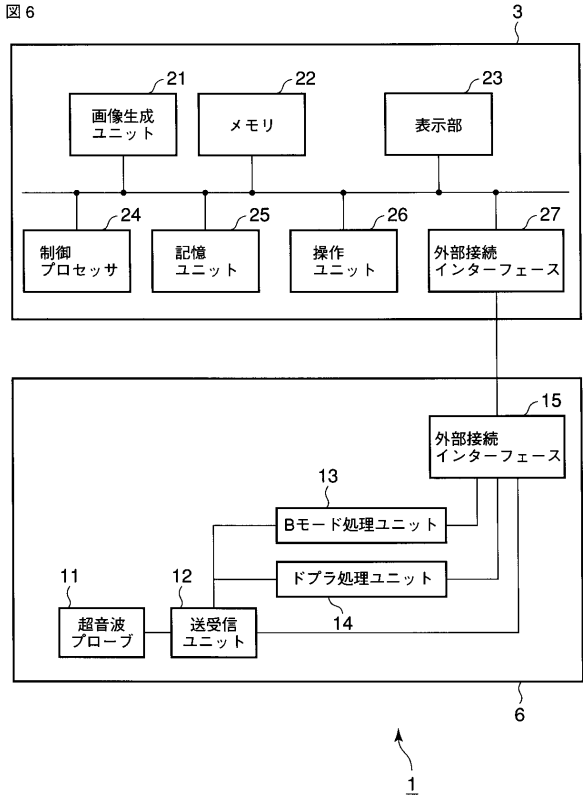 図6
3
21
22
23
画像生成
ユニット
メモリ
表示部
24
25
26
27
制御
プロセッサ
記憶
ユニット
操作
ユニット
外部接続
インターフェース
15
外部接続
インターフェース
13
Bモード処理ユニット
ドプラ処理ユニット
14
11
12
超音波
プローブ
送受信
ユニット
6
1